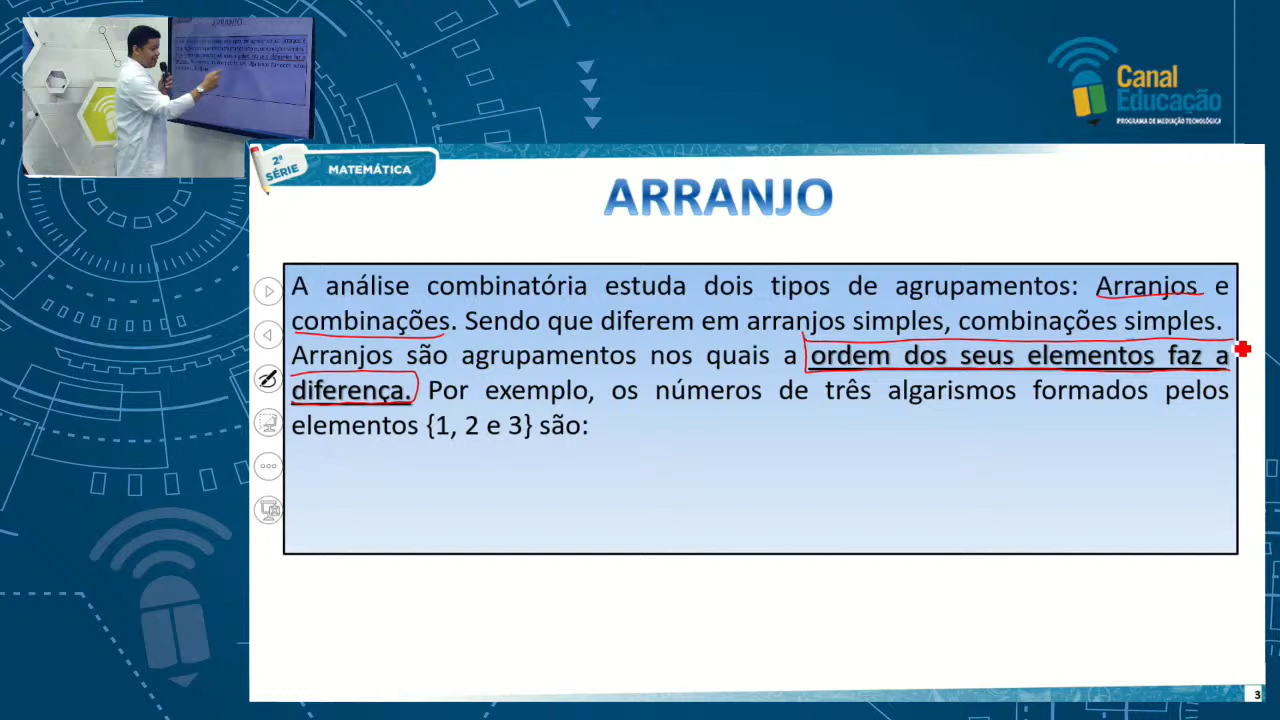 Canal
Educação
PROGRAMA DE MEDIAÇÃO TECNOLÓGICA
2ª
SÉRIE
MATEMÁTICA
ARRANJO
A análise combinatória estuda dois tipos de agrupamentos: Arranjos e
combinações. Sendo que diferem em arranjos simples, combinações simples.
Arranjos são agrupamentos nos quais a ordem dos seus elementos faz a
diferença. Por exemplo, os números de três algarismos formados pelos
elementos {1, 2 e 3} são:
3